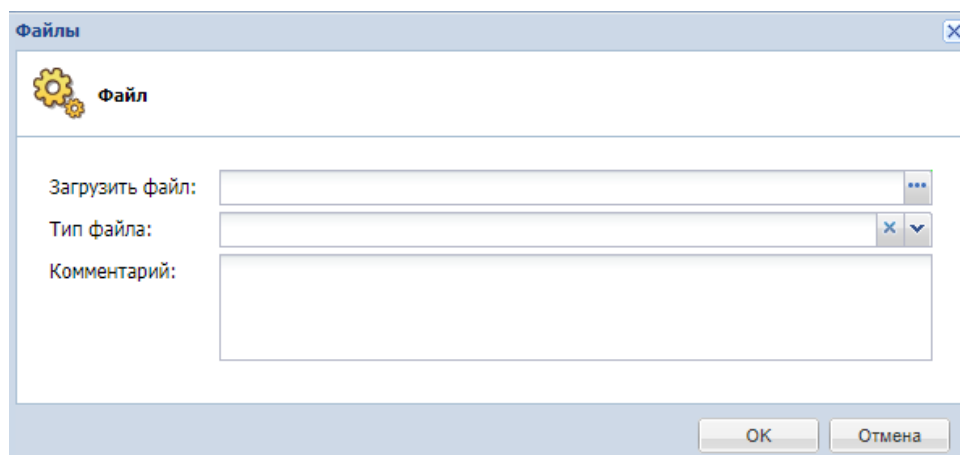 Файлы
Файл
Загрузить файл:
Тип файла:
Комментарий:
OK Отмена